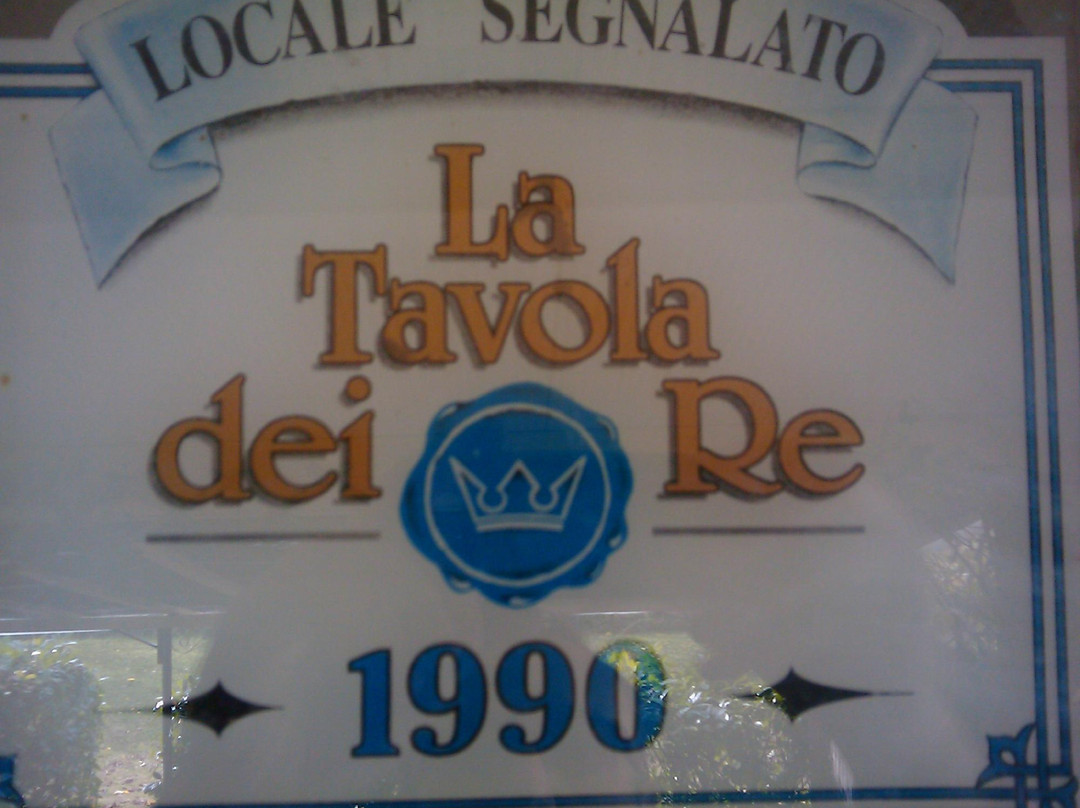 LOCALE SEGNALATO
La
Tavola
dei Re
1990